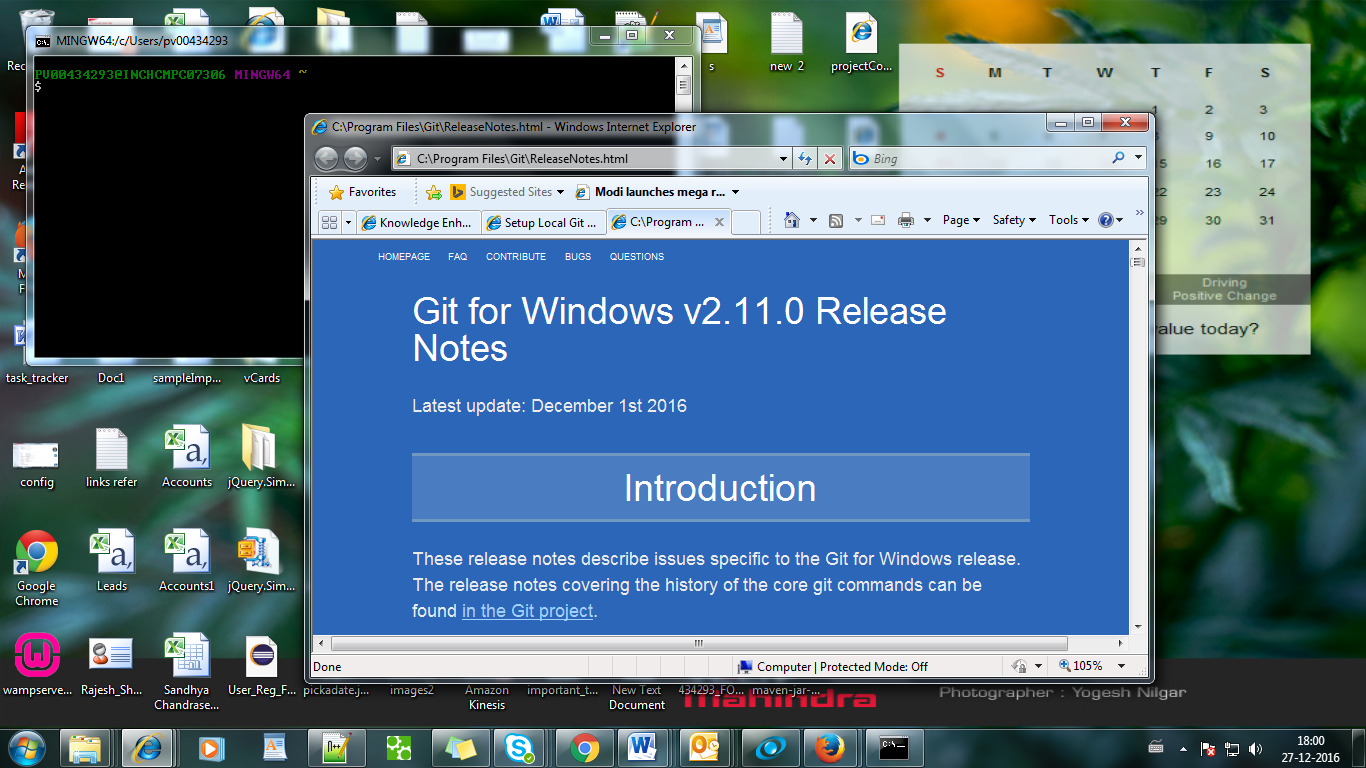 MINGW64:/c/Users/pv00434293
PV00434293@INCHCMPC07306 MINGW64 ~
$
s
new 2
projectCo...
S M T W T F S
1 2 3
9 10
15 16 17
22 23 24
29 30 31
Driving
Positive Change
value today?
C:\Program Files\Git\ReleaseNotes.html - Windows Internet Explorer
C:\Program Files\Git\ReleaseNotes.html
Bing
Favorites
Suggested Sites
Modi launches mega r...
Knowledge Enh...
Setup Local Git ...
C:\Program ...
Page
Safety
Tools
HOMEPAGE FAQ CONTRIBUTE BUGS QUESTIONS
Git for Windows v2.11.0 Release
Notes
Latest update: December 1st 2016
Introduction
These release notes describe issues specific to the Git for Windows release.
The release notes covering the history of the core git commands can be
found in the Git project.
Done
Computer | Protected Mode: Off
105%
task_tracker
Doc1
sampleImp...
vCards
config
links refer
Accounts
jQuery.Sim...
Google
Chrome
Leads
Accounts1
jQuery.Sim...
wampserve...
Rajesh_Sh...
Sandhya
Chandrase...
User_Reg_F...
pickadate.j...
images2
Amazon
Kinesis
important_t...
New Text
Document
434293_FO...
maven-jar-...
Mahindra
Photographer : Yogesh Nilgar
18:00
27-12-2016